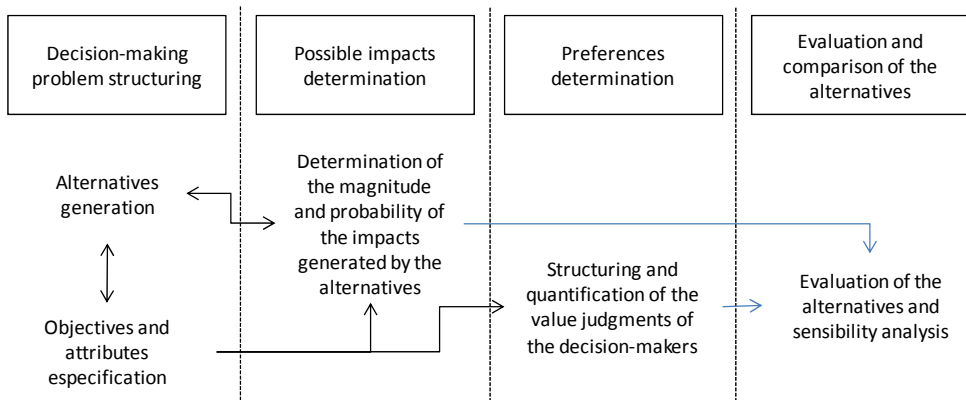 Decision-making
problem structuring
Possible impacts
determination
Preferences
determination
Evaluation and
comparison of the
alternatives
Alternatives
generation
Objectives and
attributes
especification
Determination of
the magnitude
and probability of
the impacts
generated by the
alternatives
Structuring and
quantification of the
value judgments of
the decision-makers
Evaluation of the
alternatives and
sensibility analysis